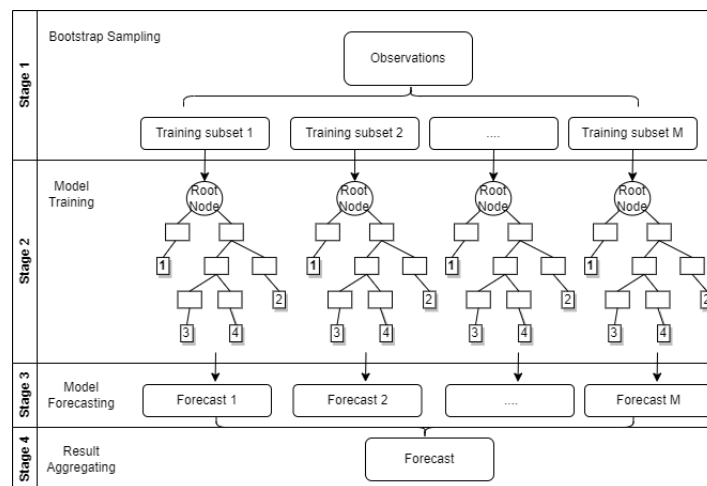 Stage 1
Bootstrap Sampling
Observations
Training subset 1
Training subset 2
....
Training subset M
Stage 2
Model
Training
Root
Node
1
2
3
4
Root
Node
1
2
3
4
Root
Node
1
2
3
4
Root
Node
1
2
3
4
Stage 3
Model
Forecasting
Forecast 1
Forecast 2
....
Forecast M
Stage 4
Result
Aggregating
Forecast